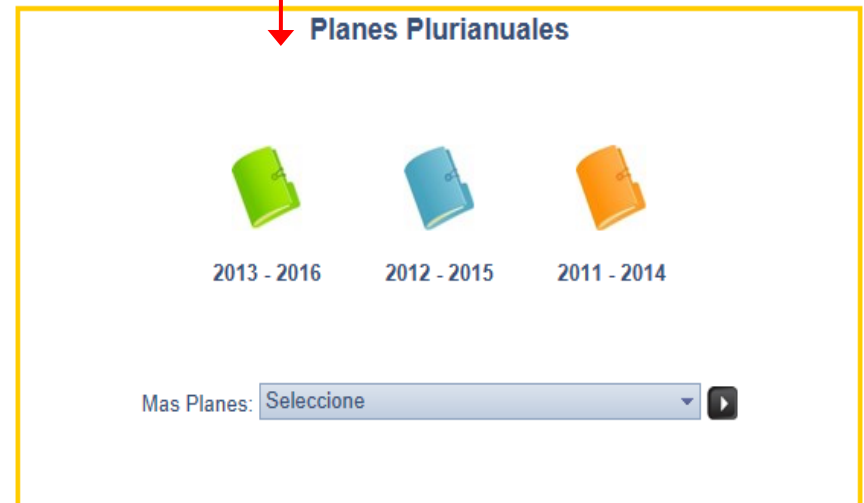 Planes Plurianuales
2013 - 2016
2012 - 2015
2011 - 2014
Mas Planes: Seleccione